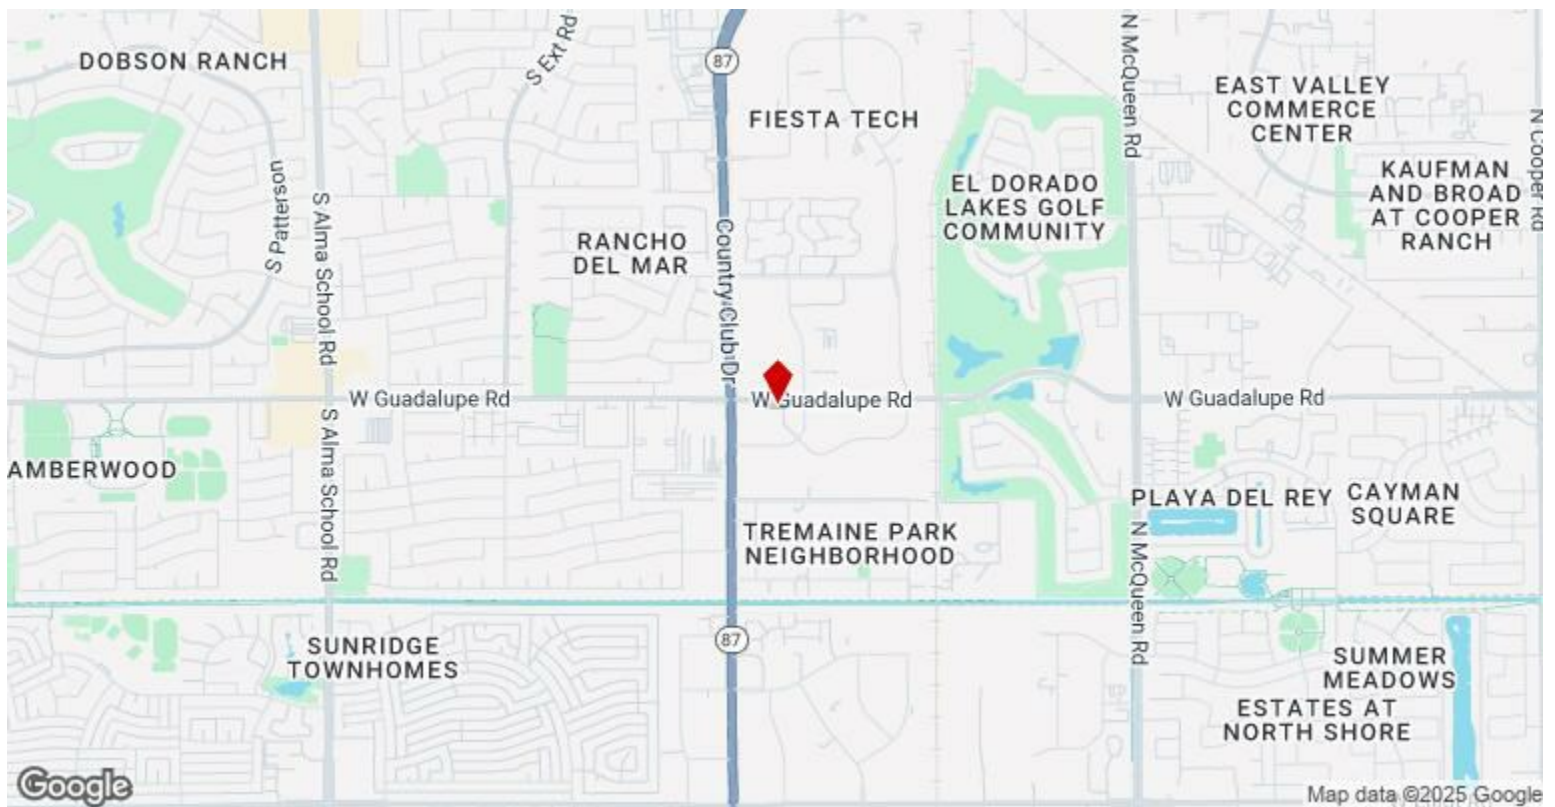 DOBSON RANCH
S Ext Rd
87
FIESTA TECH
N McQueen Rd
EAST VALLEY
COMMERCE
CENTER
N Cooper Rd
KAUFMAN
AND BROAD
AT COOPER
RANCH
S Patterson
S Alma School Rd
RANCHO
DEL MAR
Country Club Dr
EL DORADO
LAKES GOLF
COMMUNITY
W Guadalupe Rd
W Guadalupe Rd
W Guadalupe Rd
AMBERWOOD
S Alma School Rd
TREMAINE PARK
NEIGHBORHOOD
PLAYA DEL REY
CAYMAN
SQUARE
N McQueen Rd
SUNRIDGE
TOWNHOMES
87
SUMMER
MEADOWS
ESTATES AT
NORTH SHORE
Google
Map data ©2025 Google